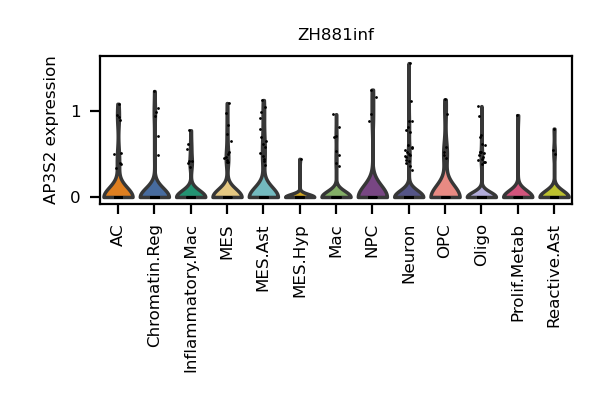 ZH881inf
AP3S2 expression
1
0
AC
Chromatin.Reg
Inflammatory.Mac
MES
MES.Ast
MES.Hyp
Mac
NPC
Neuron
OPC
Oligo
Prolif.Metab
Reactive.Ast